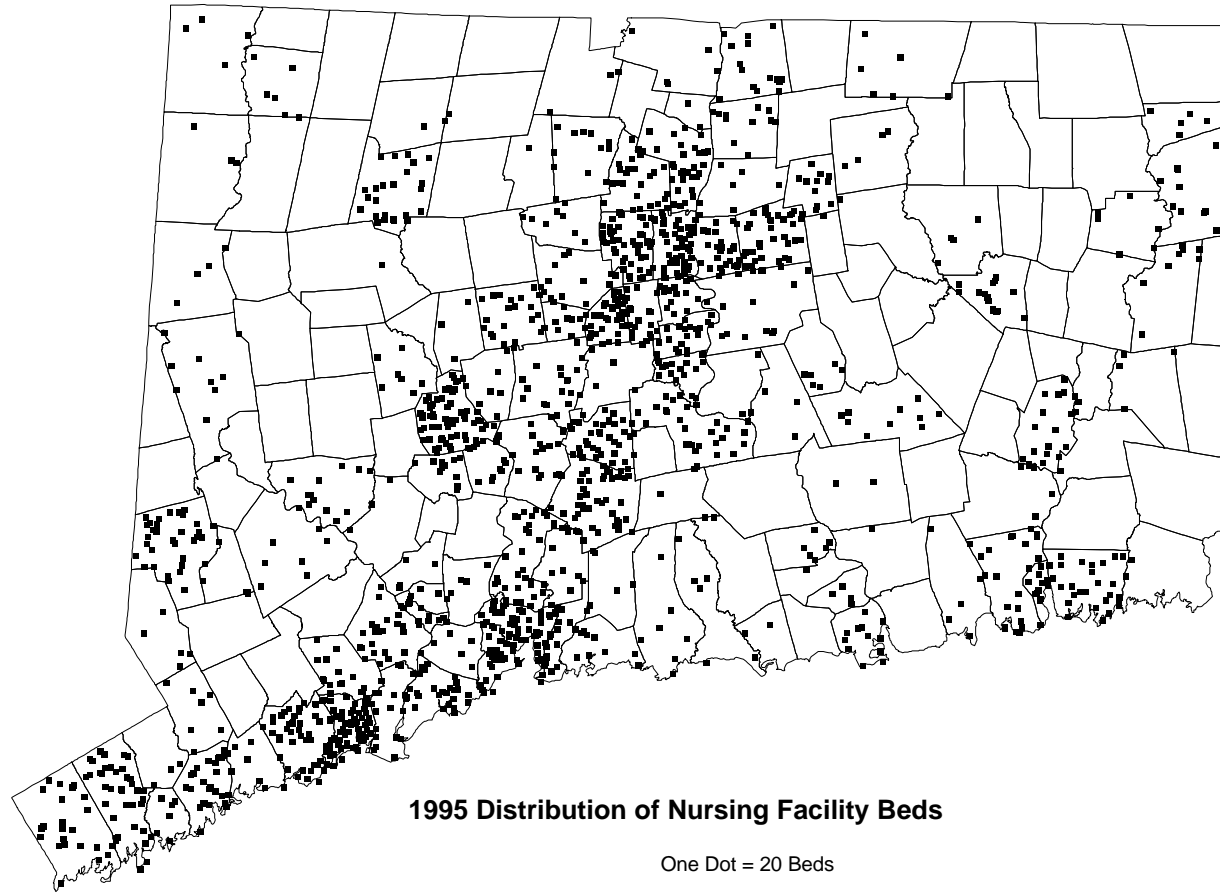 1995 Distribution of Nursing Facility Beds
One Dot = 20 Beds